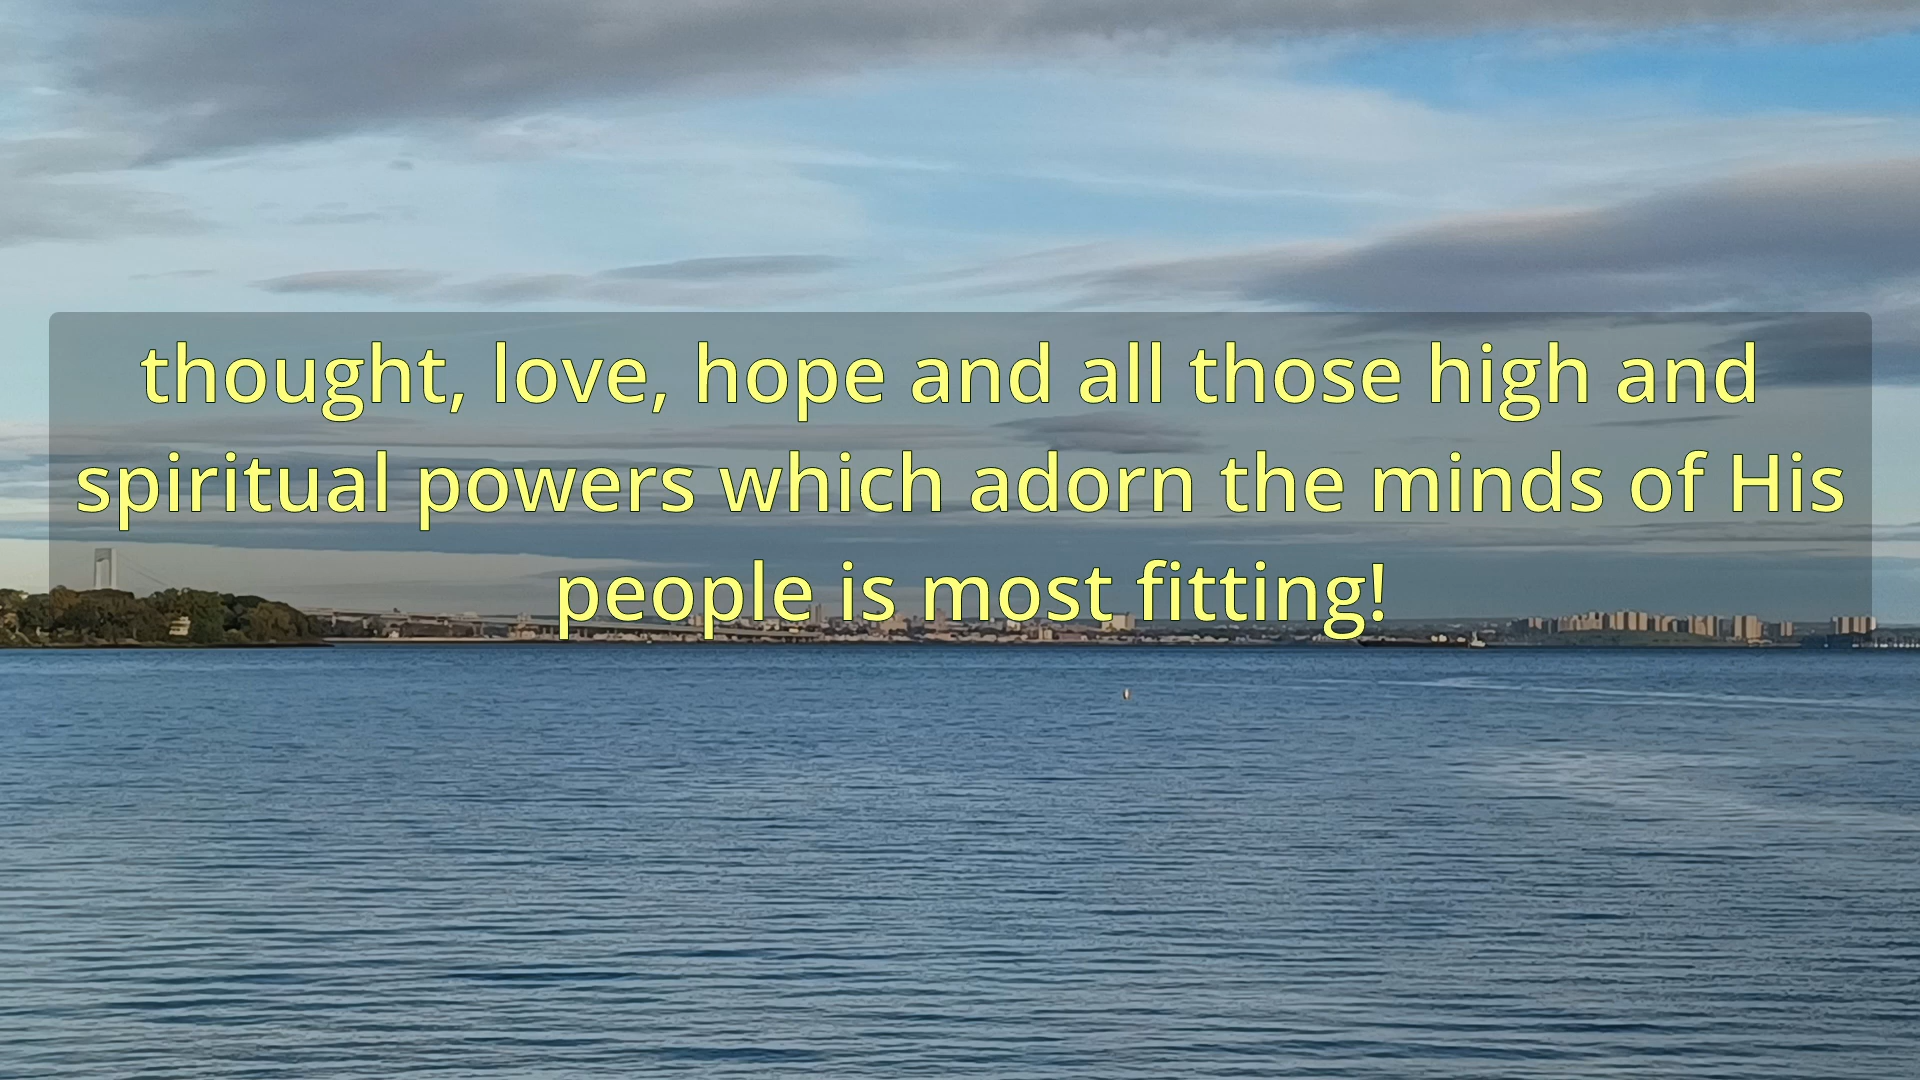 thought, love, hope and all those high and
spiritual powers which adorn the minds of His
people is most fitting!